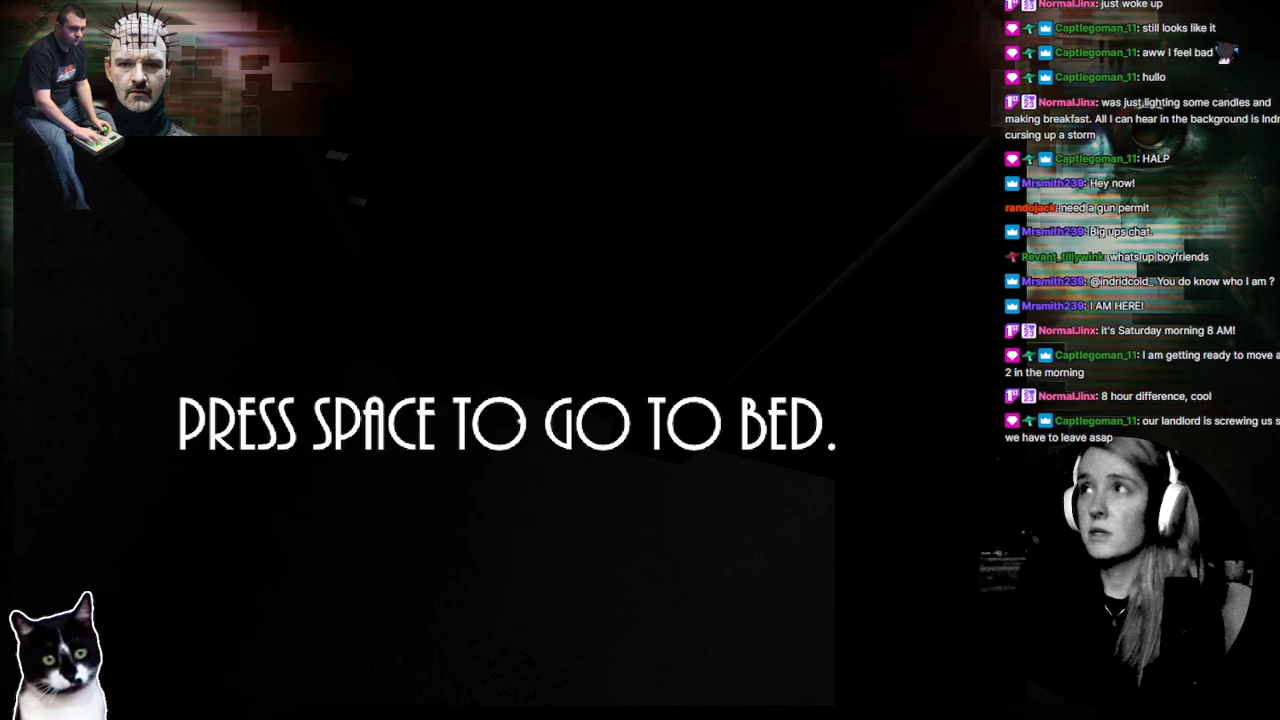 NormalJinx: just woke up
Captlegoman_11: still looks like it
Captlegoman_11: aww I feel bad
Captlegoman_11: hullo
NormalJinx: was just lighting some candles and
making breakfast. All I can hear in the background is Indr
cursing up a storm
Captlegoman_11: HALP
Mrsmith239: Hey now!
randojack: need a gun permit
Mrsmith239: Big ups chat.
Revant_tillywink: whats up boyfriends
Mrsmith239: @indridcold_ You do know who I am ?
Mrsmith239: I AM HERE!
NormalJinx: it's Saturday morning 8 AM!
Captlegoman_11: I am getting ready to move a
2 in the morning
NormalJinx: 8 hour difference, cool
Captlegoman_11: our landlord is screwing us s
we have to leave asap
PRESS SPACE TO GO TO BED.